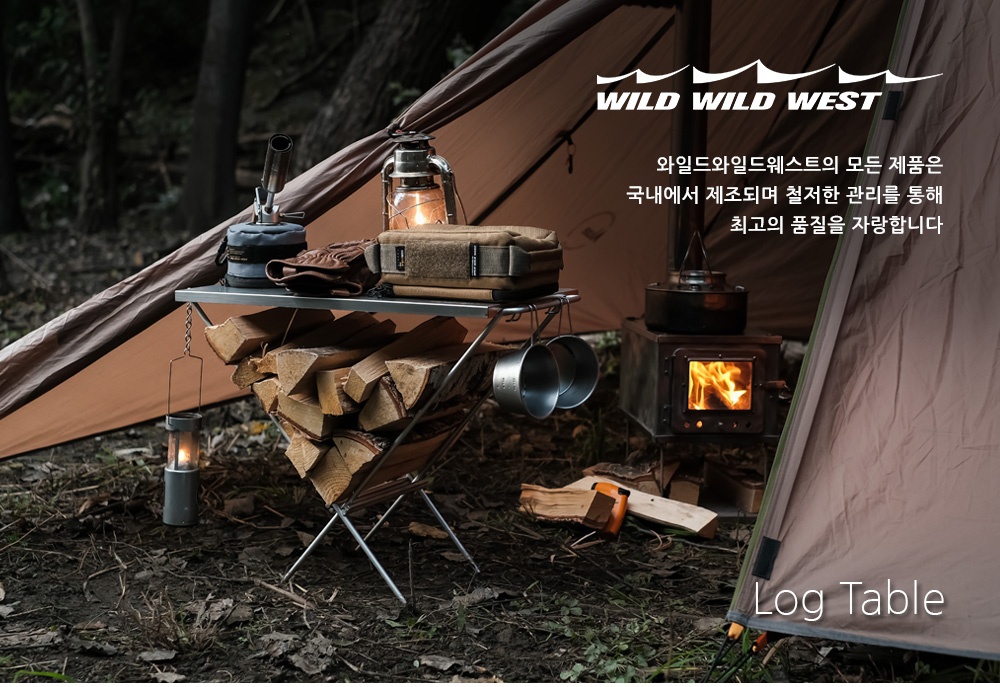 WILD WILD WEST
와일드와일드웨스트의 모든 제품은
국내에서 제조되며 철저한 관리를 통해
최고의 품질을 자랑합니다
Log Table